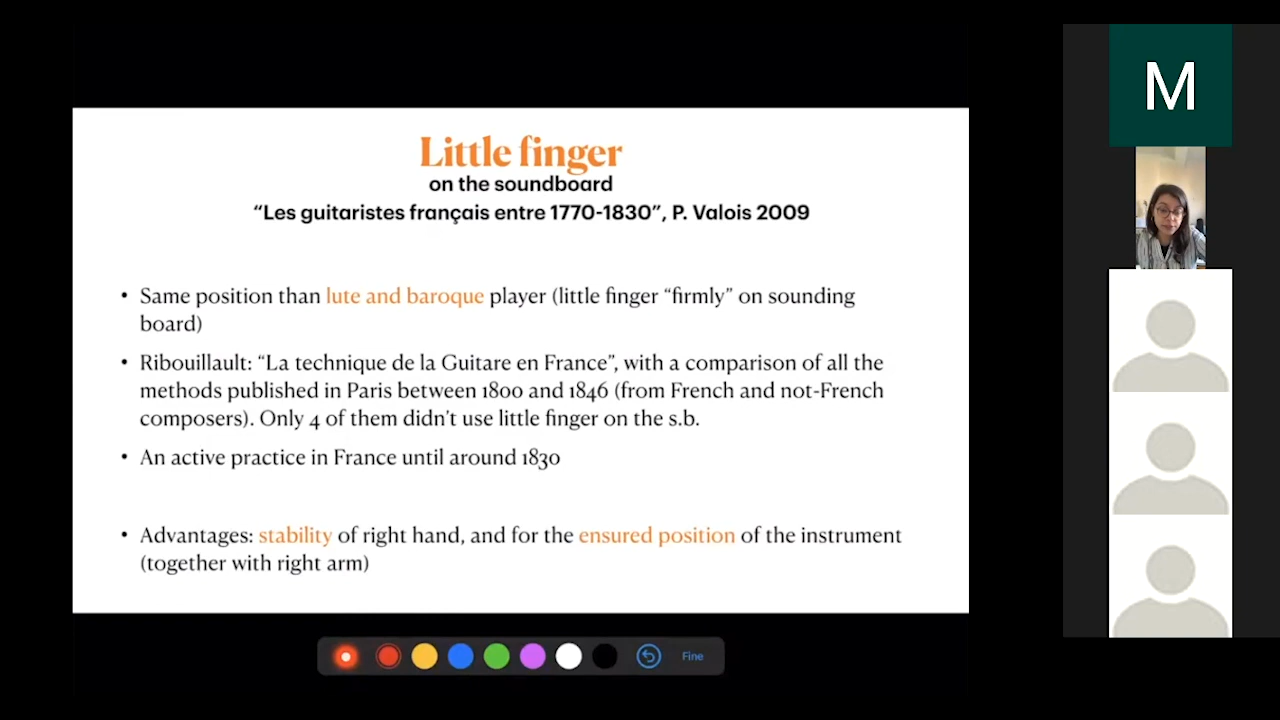 Little finger
on the soundboard
“Les guitaristes français entre 1770-1830”, P. Valois 2009
• Same position than lute and baroque player (little finger “firmly” on sounding
board)
• Ribouillault: “La technique de la Guitare en France”, with a comparison of all the
methods published in Paris between 1800 and 1846 (from French and not-French
composers). Only 4 of them didn’t use little finger on the s.b.
• An active practice in France until around 1830
• Advantages: stability of right hand, and for the ensured position of the instrument
(together with right arm)
Fine
M